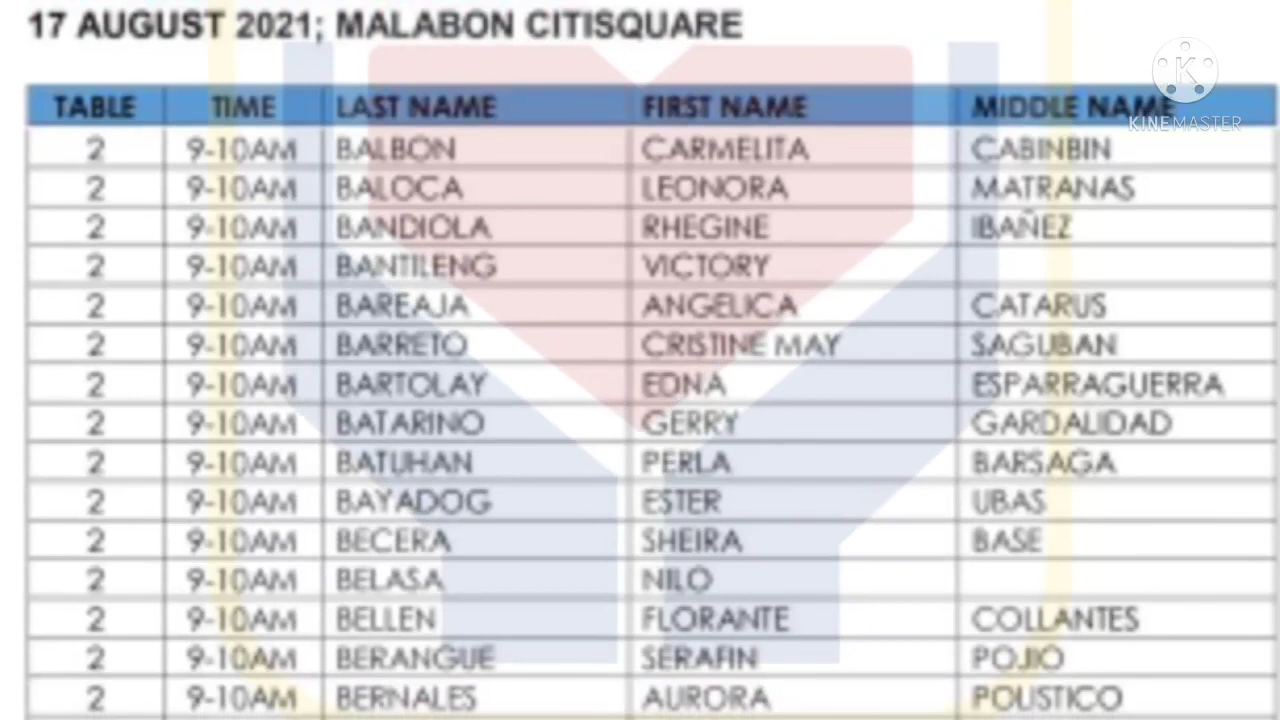 17 AUGUST 2021; MALABON CITISQUARE
TABLE TIME LAST NAME FIRST NAME MIDDLE NAME
2 9-10AM BALBON CARMELITA CABINBIN
2 9-10AM BALOCA LEONORA MATRANAS
2 9-10AM BANDIOLA RHEGINE IBAÑEZ
2 9-10AM BANTILENG VICTORY
2 9-10AM BAREAJA ANGELICA CATARUS
2 9-10AM BARRETO CRISTINE MAY SAGUBAN
2 9-10AM BARTOLAY EDNA ESPARRAGUERRA
2 9-10AM BATARINO GERRY GARDALIDAD
2 9-10AM BATUHAN PERLA BARSAGA
2 9-10AM BAYADOG ESTER UBAS
2 9-10AM BECERA SHEIRA BASE
2 9-10AM BELASA NILO
2 9-10AM BELLEN FLORANTE COLLANTES
2 9-10AM BERANGUE SERAFIN POJIO
2 9-10AM BERNALES AURORA POLISTICO
K
KINEMASTER